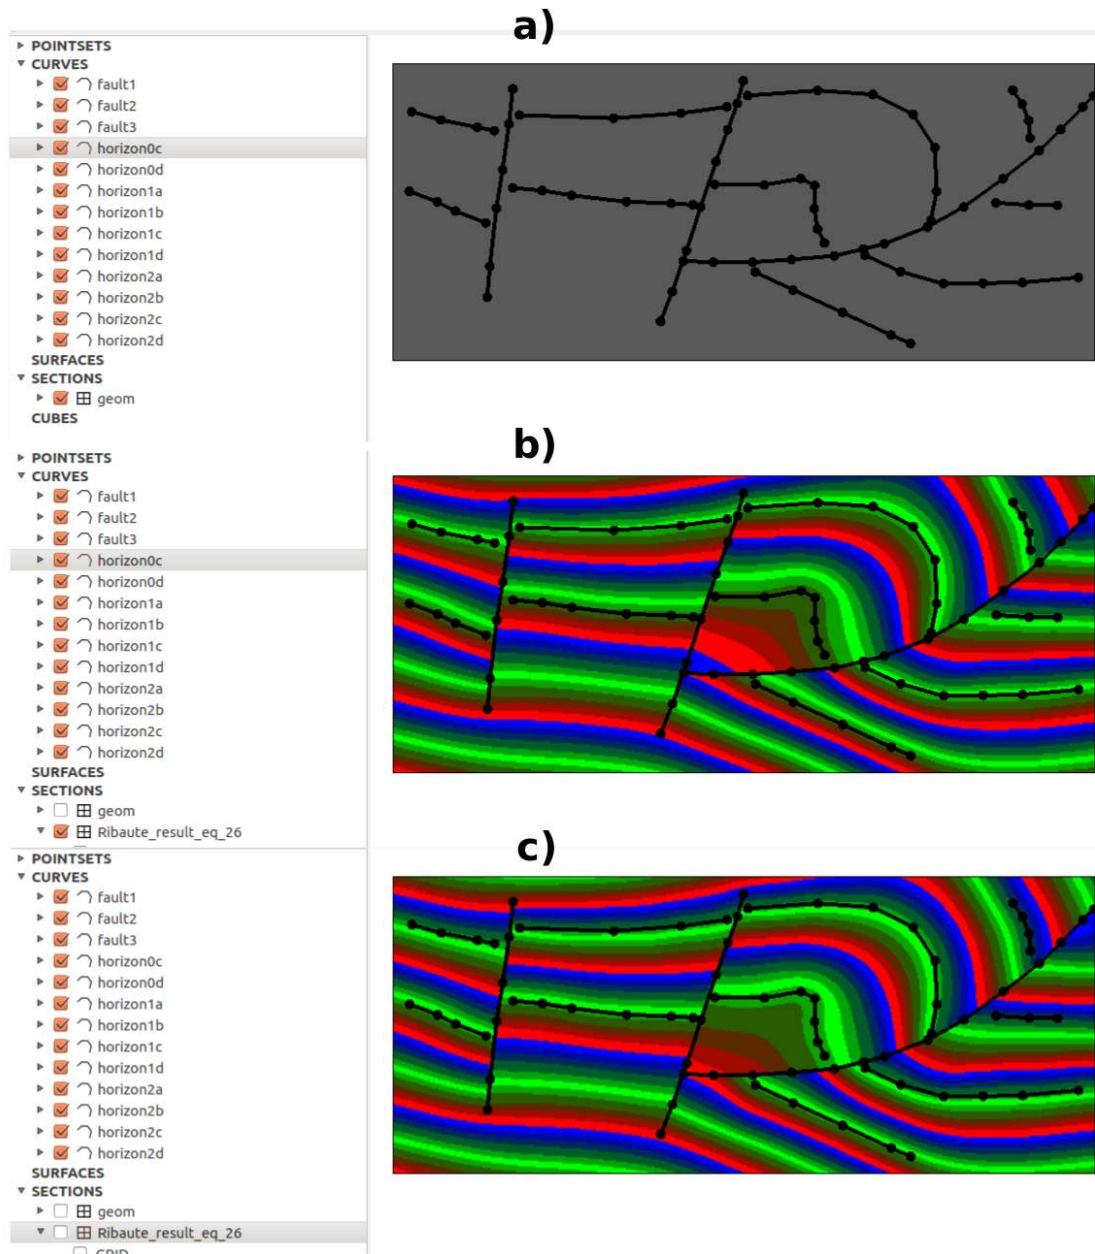 a)
POINTSETS
CURVES
fault1
fault2
fault3
horizon0c
horizon0d
horizon1a
horizon1b
horizon1c
horizon1d
horizon2a
horizon2b
horizon2c
horizon2d
SURFACES
SECTIONS
geom
CUBES
b)
POINTSETS
CURVES
fault1
fault2
fault3
horizon0c
horizon0d
horizon1a
horizon1b
horizon1c
horizon1d
horizon2a
horizon2b
horizon2c
horizon2d
SURFACES
SECTIONS
geom
Ribaute_result_eq_26
c)
POINTSETS
CURVES
fault1
fault2
fault3
horizon0c
horizon0d
horizon1a
horizon1b
horizon1c
horizon1d
horizon2a
horizon2b
horizon2c
horizon2d
SURFACES
SECTIONS
geom
Ribaute_result_eq_26